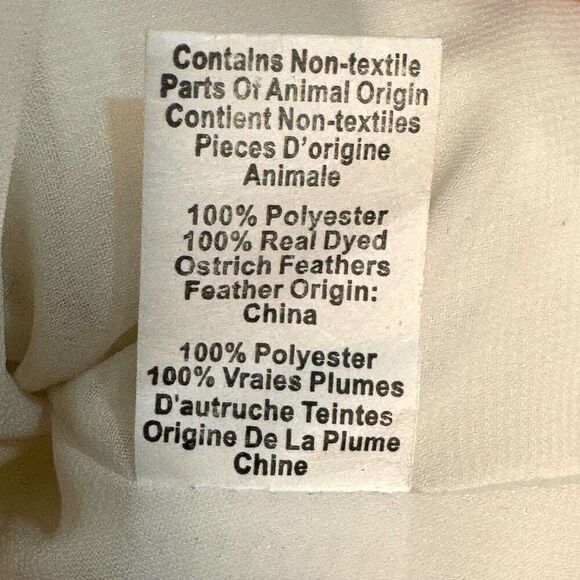 Contains Non-textile
Parts Of Animal Origin
Contient Non-textiles
Pieces D'origine
Animale
100% Polyester
100% Real Dyed
Ostrich Feathers
Feather Origin:
China
100% Polyester
100% Vraies Plumes
D'autruche Teintes
Origine De La Plume
Chine